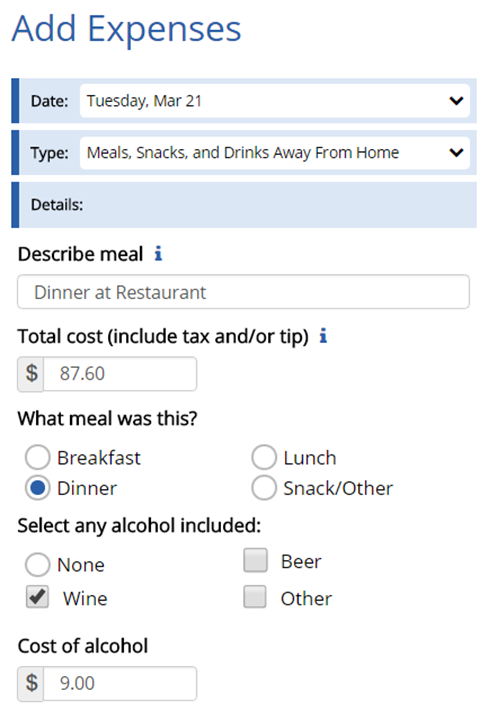 Add Expenses
Date: Tuesday, Mar 21
Type: Meals, Snacks, and Drinks Away From Home
Details:
Describe meal i
Dinner at Restaurant
Total cost (include tax and/or tip) i
$ 87.60
What meal was this?
Breakfast Lunch
Dinner Snack/Other
Select any alcohol included:
None Beer
Wine Other
Cost of alcohol
$ 9.00